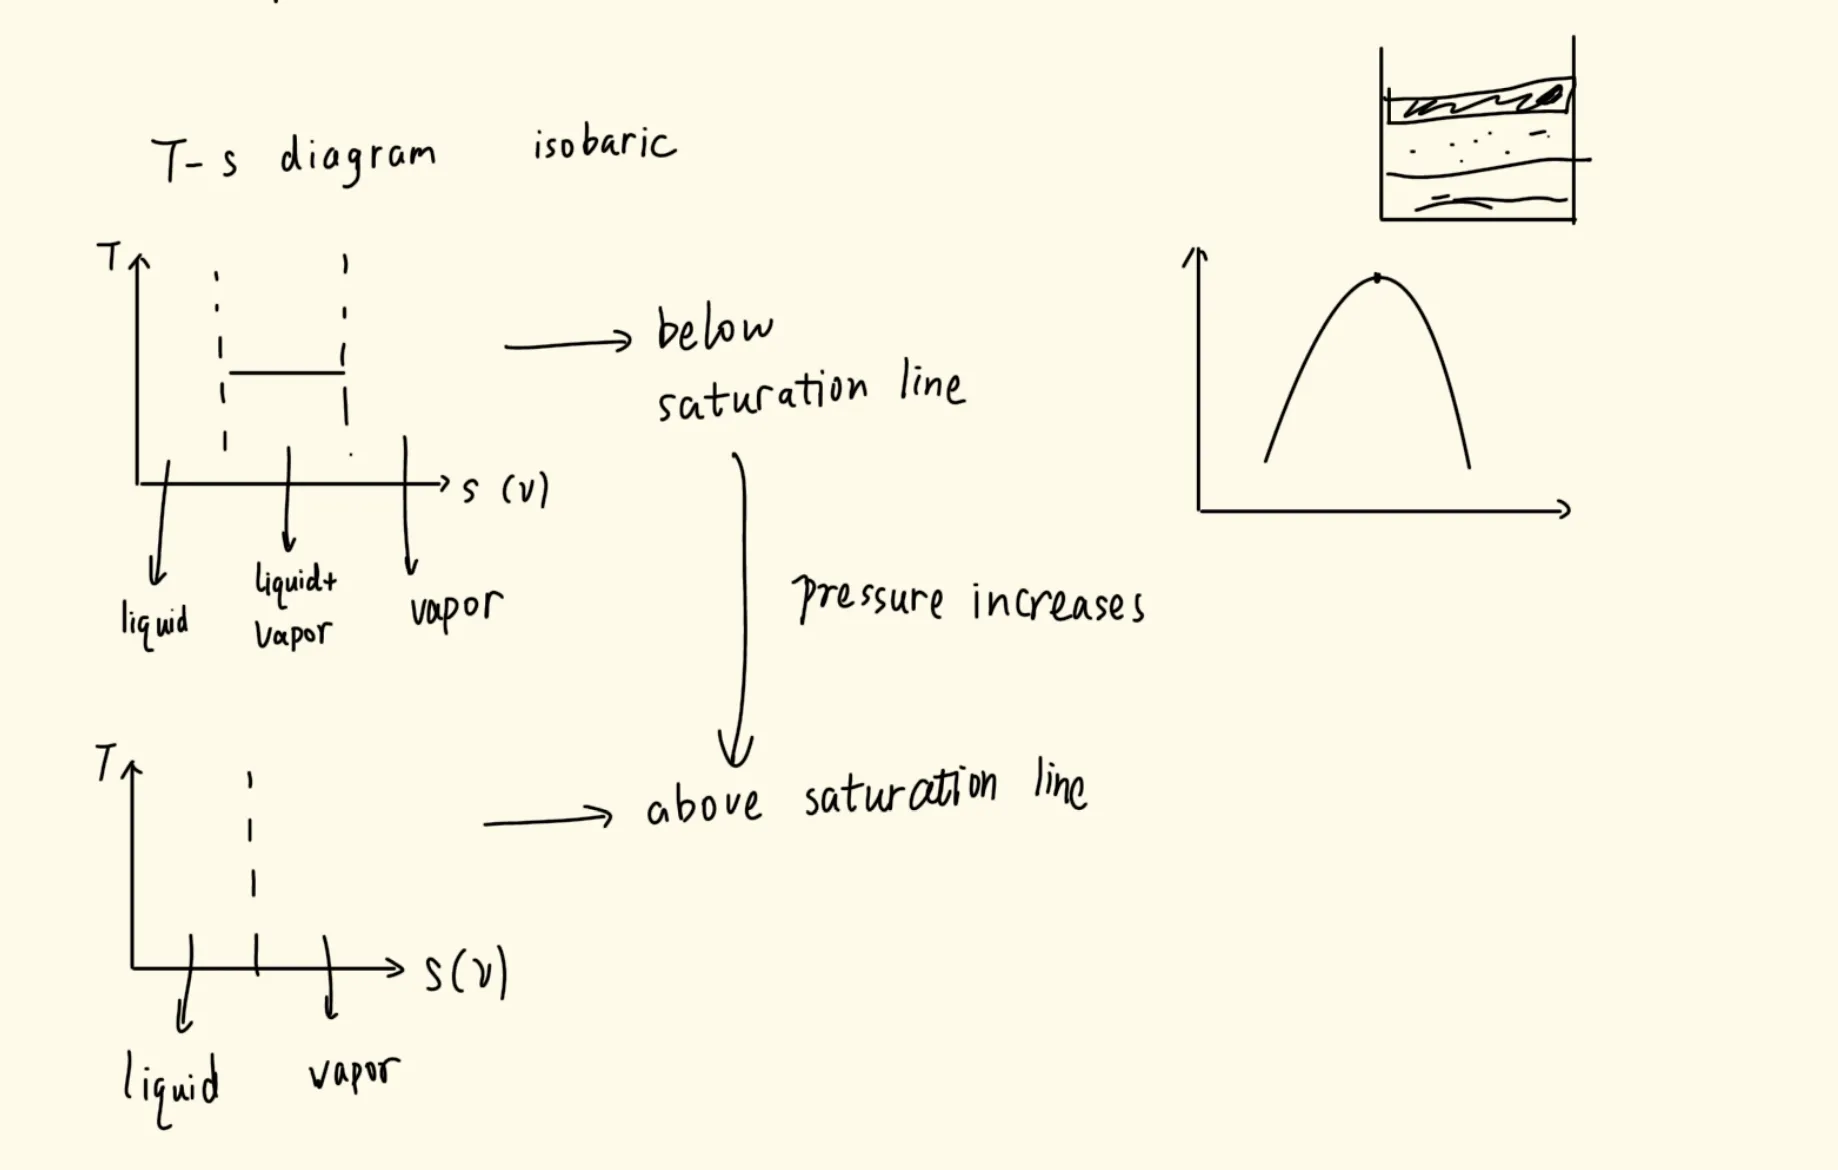 T-s diagram isobaric
T
below
saturation line
s (v)
liquid
liquid+
vapor
vapor
pressure increases
T
above saturation line
s(v)
liquid
vapor